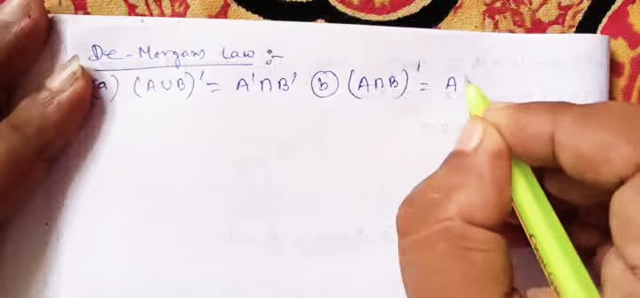 De-Morgans Law :-
(a) (A∪B)' = A'∩B' (b) (A∩B)' = A